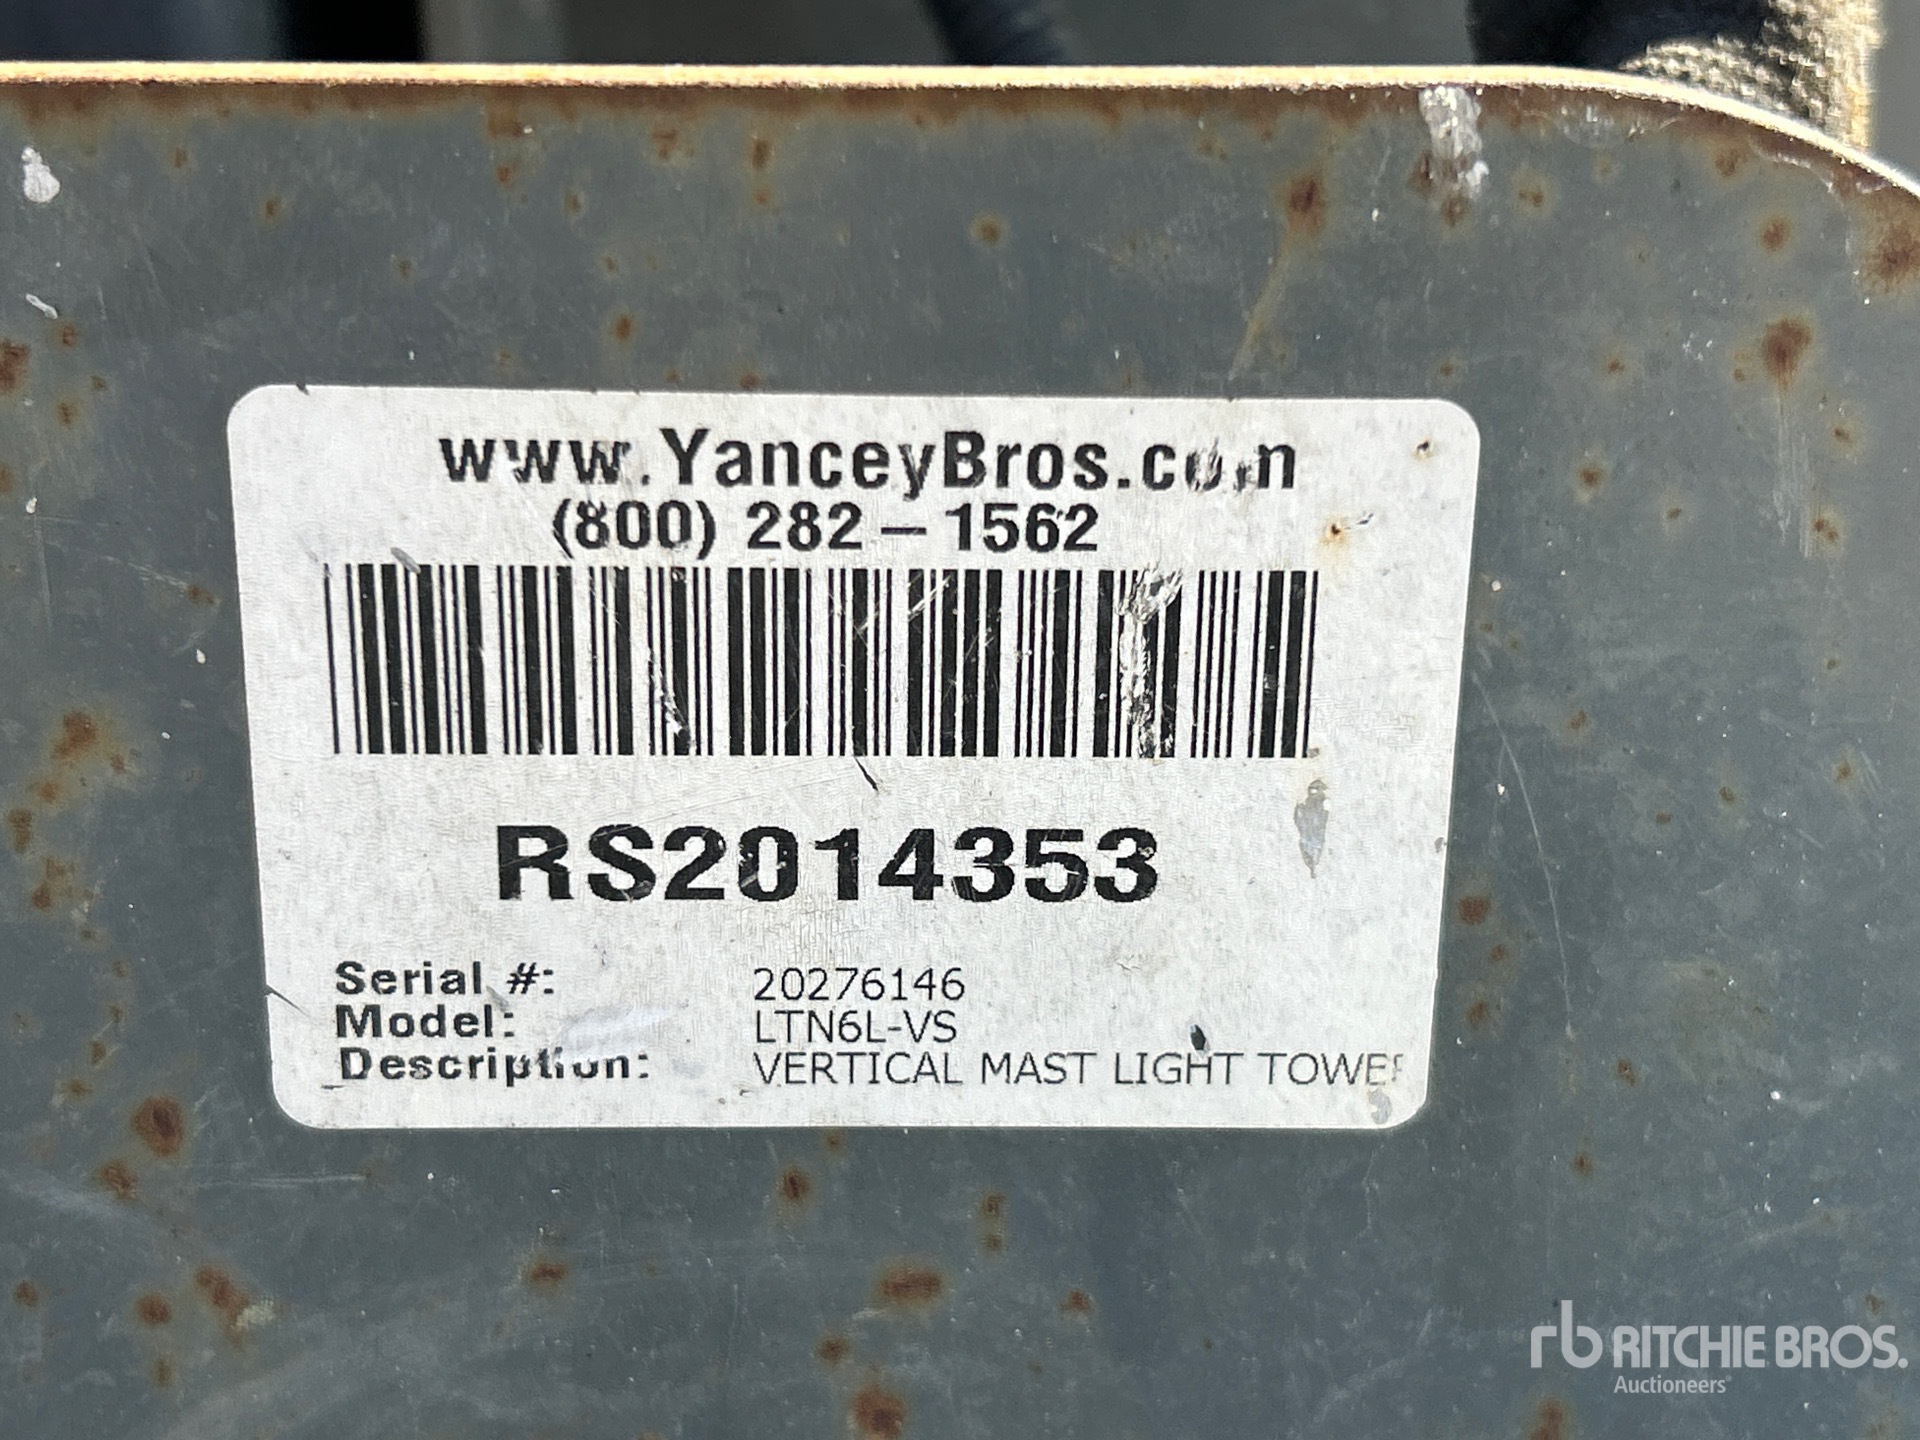 www.YanceyBros.com
(800) 282-1562
RS2014353
Serial #: 20276146
Model: LTN6L-VS
Description: VERTICAL MAST LIGHT TOWER
rb RITCHIE BROS.
Auctioneers